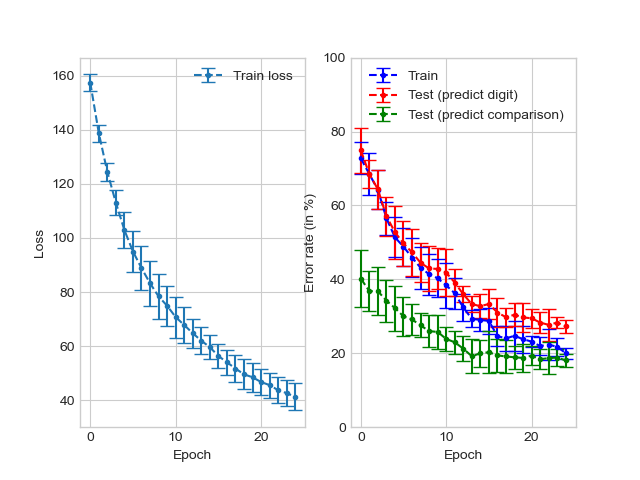 160
140
120
100
80
60
40
Loss
0
10
20
Epoch
Train loss
100
80
60
40
20
0
Error rate (in %)
0
10
20
Epoch
Train
Test (predict digit)
Test (predict comparison)